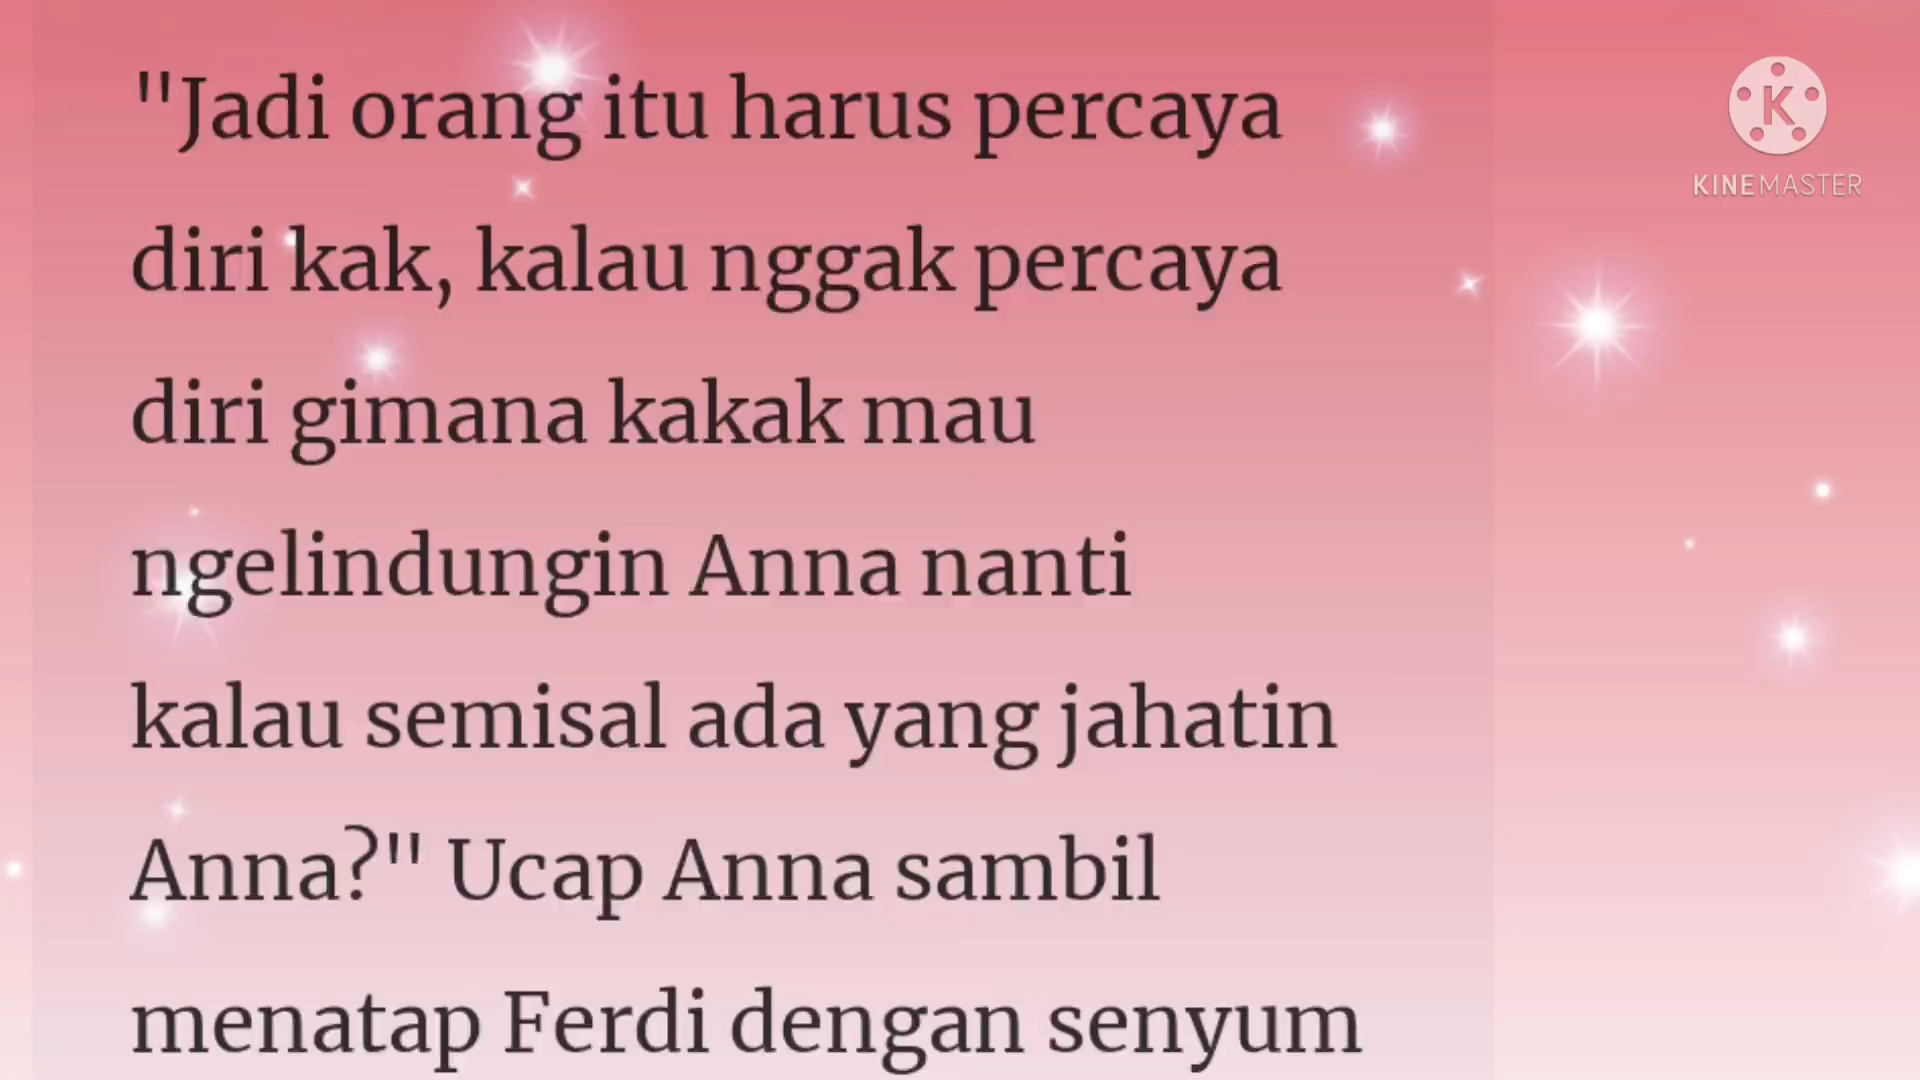 "Jadi orang itu harus percaya
diri kak, kalau nggak percaya
diri gimana kakak mau
ngelindungin Anna nanti
kalau semisal ada yang jahatin
Anna?" Ucap Anna sambil
menatap Ferdi dengan senyum
K
KINEMASTER